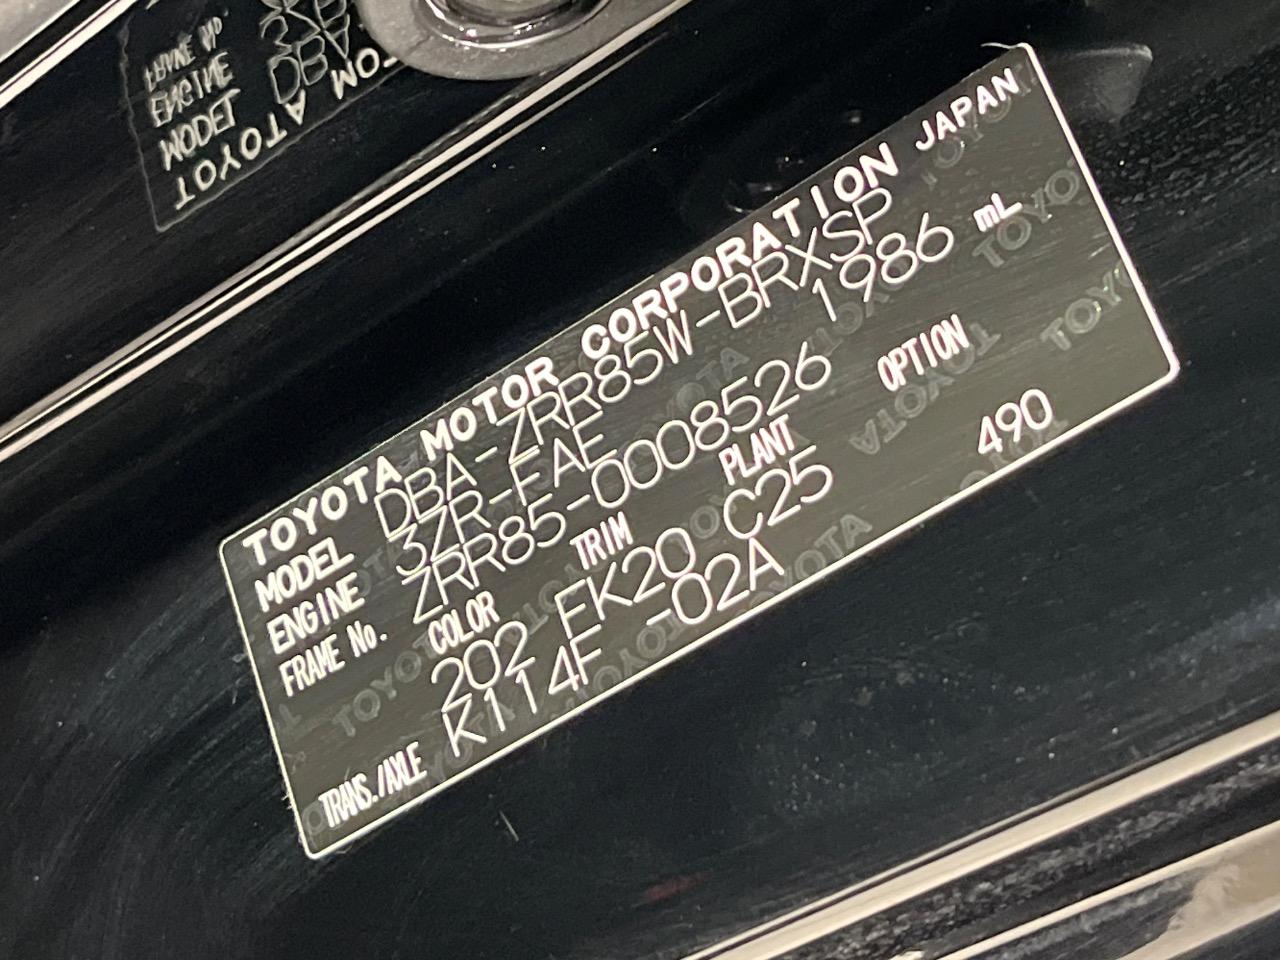 TOYOTA MOTOR CORPORATION JAPAN
MODEL DBA-ZRR85W-BRXSP
ENGINE 3ZR-FAE 1986 mL
FRAME No. ZRR85-0008526
COLOR TRIM PLANT OPTION
202 FK20 C25 490
TRANS./AXLE K114F -02A